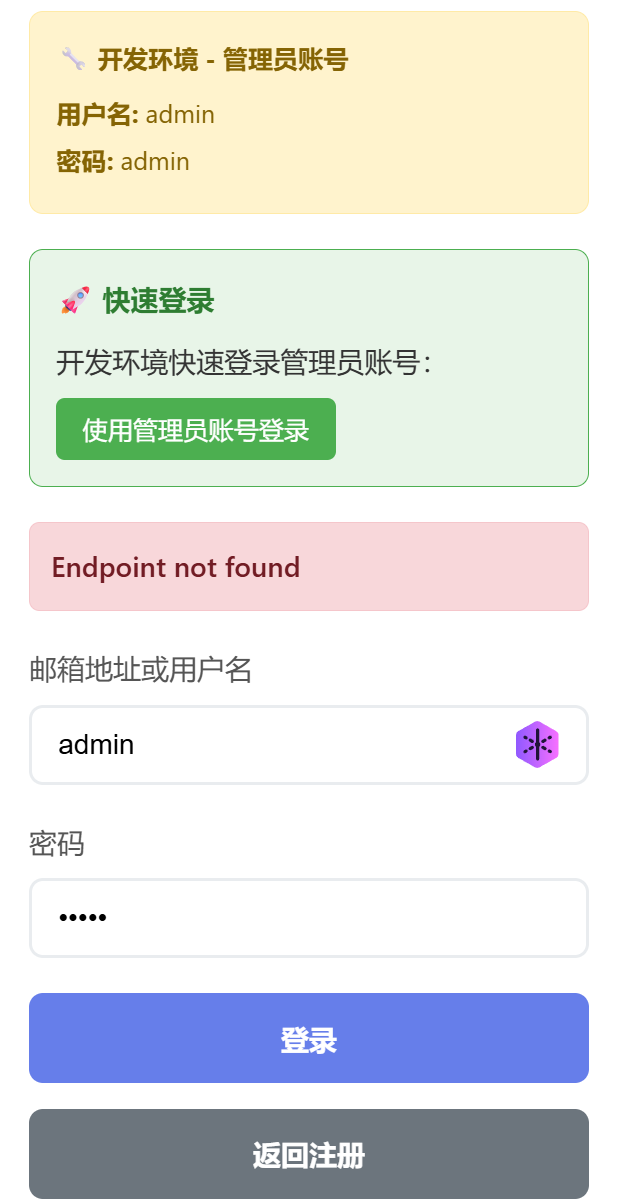 开发环境 - 管理员账号
用户名: admin
密码: admin
快速登录
开发环境快速登录管理员账号：
使用管理员账号登录
Endpoint not found
邮箱地址或用户名
admin
密码
•••••
登录
返回注册